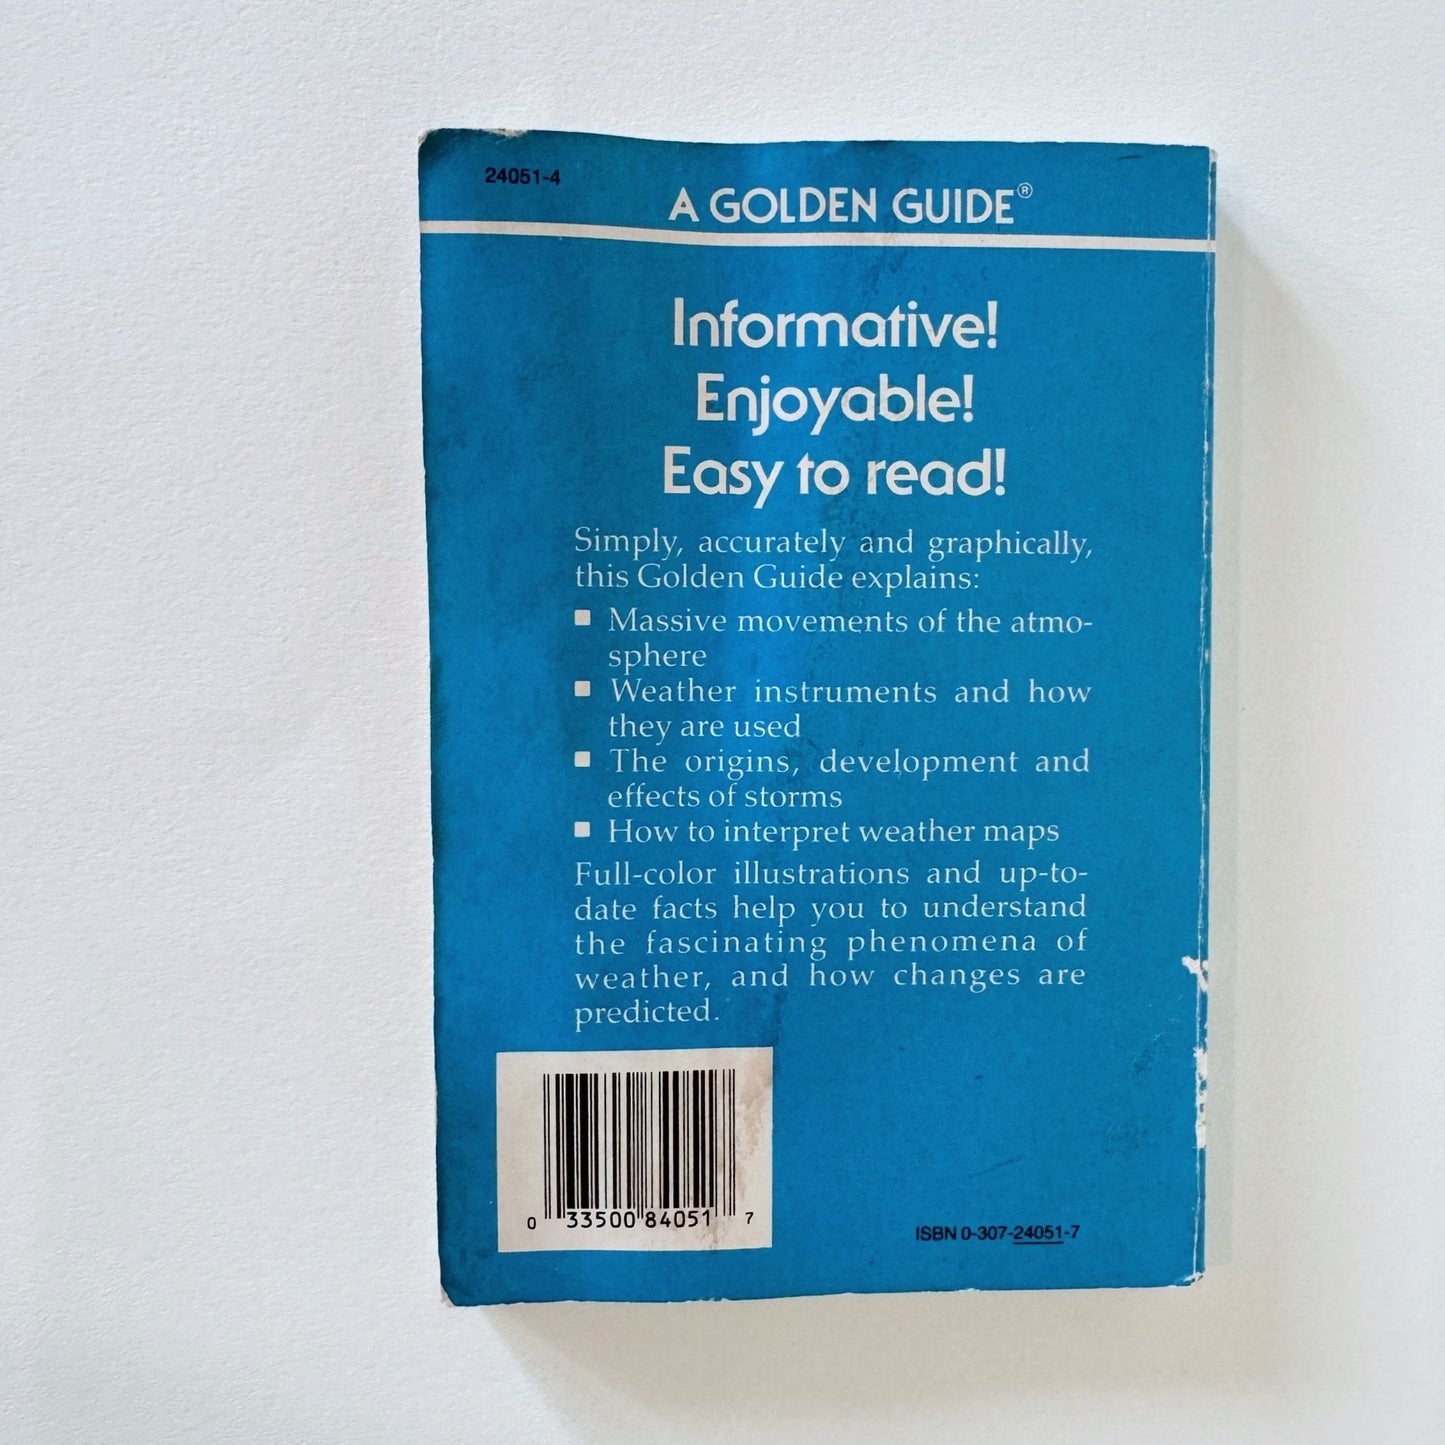 24051-4
A GOLDEN GUIDE®
Informative!
Enjoyable!
Easy to read!
Simply, accurately and graphically,
this Golden Guide explains:
■ Massive movements of the atmo-
sphere
■ Weather instruments and how
they are used
■ The origins, development and
effects of storms
■ How to interpret weather maps
Full-color illustrations and up-to-
date facts help you to understand
the fascinating phenomena of
weather, and how changes are
predicted.
0 33500 84051 7
ISBN 0-307-24051-7